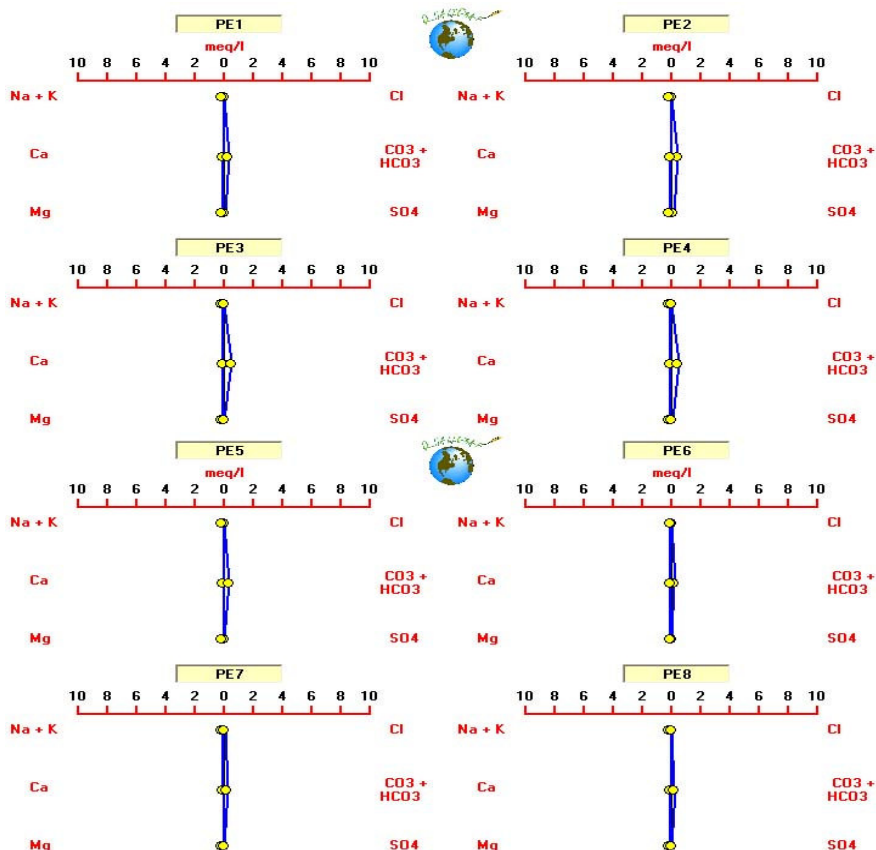 PE1 PE2
meq/l meq/l
10 8 6 4 2 0 2 4 6 8 10 10 8 6 4 2 0 2 4 6 8 10
Na + K Cl Na + K Cl
Ca CO3 + Ca CO3 +
HCO3 HCO3
Mg SO4 Mg SO4
PE3 PE4
10 8 6 4 2 0 2 4 6 8 10 10 8 6 4 2 0 2 4 6 8 10
Na + K Cl Na + K Cl
Ca CO3 + Ca CO3 +
HCO3 HCO3
Mg SO4 Mg SO4
PE5 PE6
meq/l meq/l
10 8 6 4 2 0 2 4 6 8 10 10 8 6 4 2 0 2 4 6 8 10
Na + K Cl Na + K Cl
Ca CO3 + Ca CO3 +
HCO3 HCO3
Mg SO4 Mg SO4
PE7 PE8
10 8 6 4 2 0 2 4 6 8 10 10 8 6 4 2 0 2 4 6 8 10
Na + K Cl Na + K Cl
Ca CO3 + Ca CO3 +
HCO3 HCO3
Mg SO4 Mg SO4